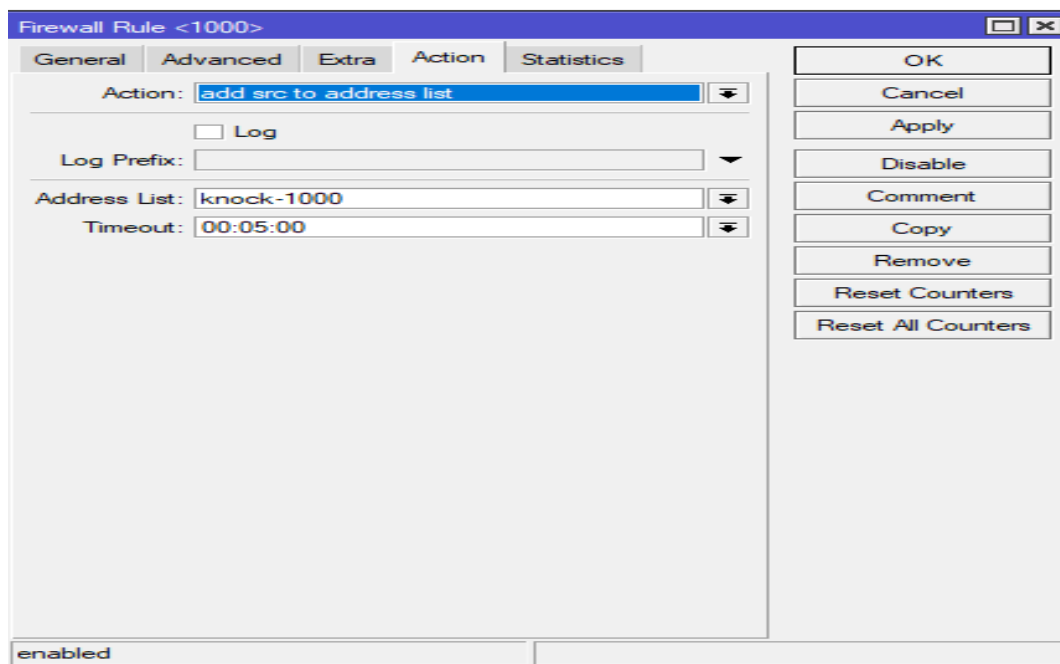 Firewall Rule <1000>
General Advanced Extra Action Statistics
Action: add src to address list
Log
Log Prefix:
Address List: knock-1000
Timeout: 00:05:00
OK
Cancel
Apply
Disable
Comment
Copy
Remove
Reset Counters
Reset All Counters
enabled